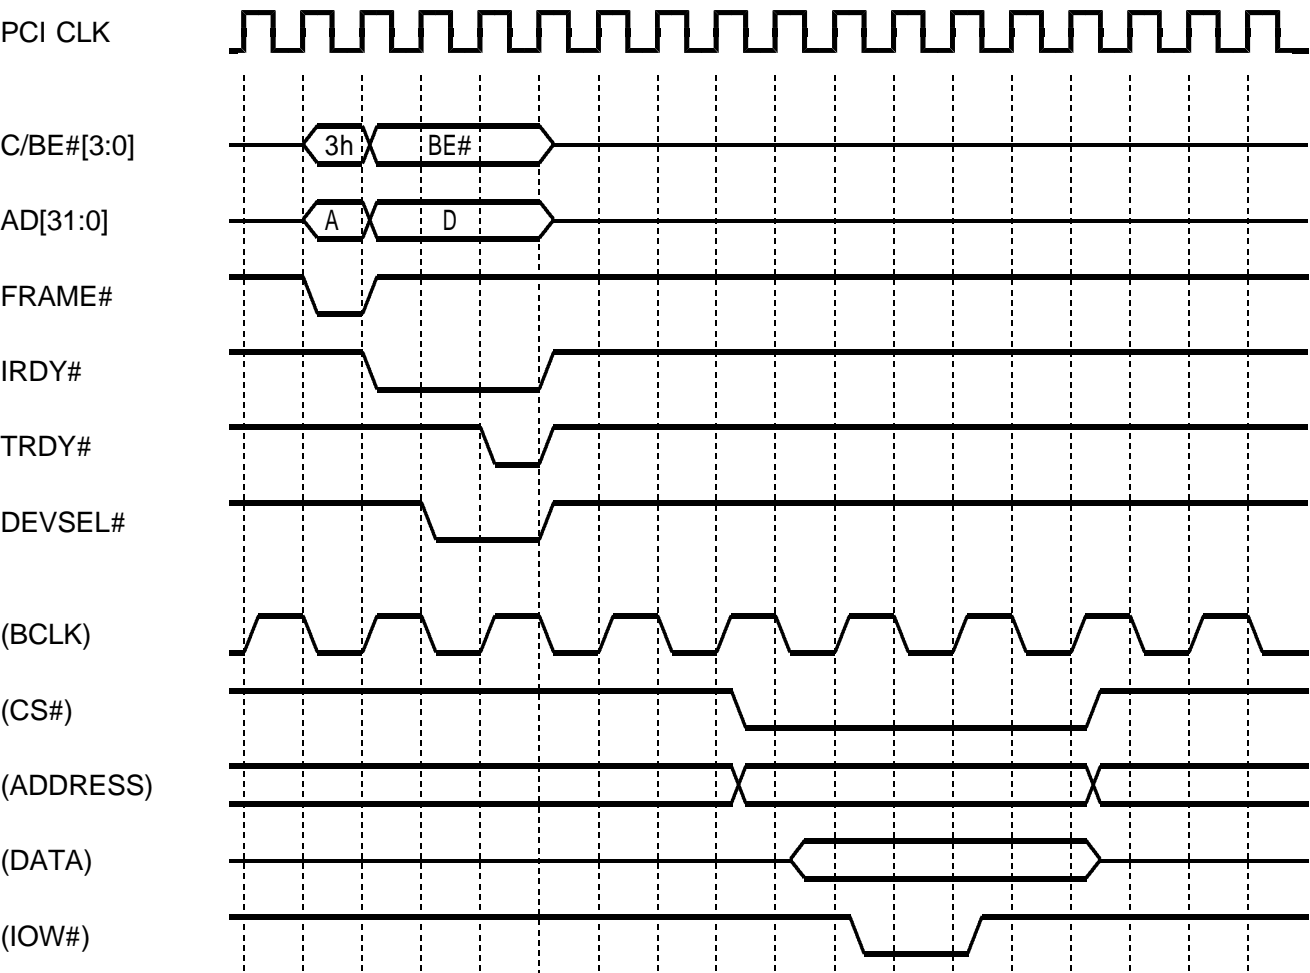 PCI CLK
C/BE#[3:0] 3h BE#
AD[31:0] A D
FRAME#
IRDY#
TRDY#
DEVSEL#
(BCLK)
(CS#)
(ADDRESS)
(DATA)
(IOW#)